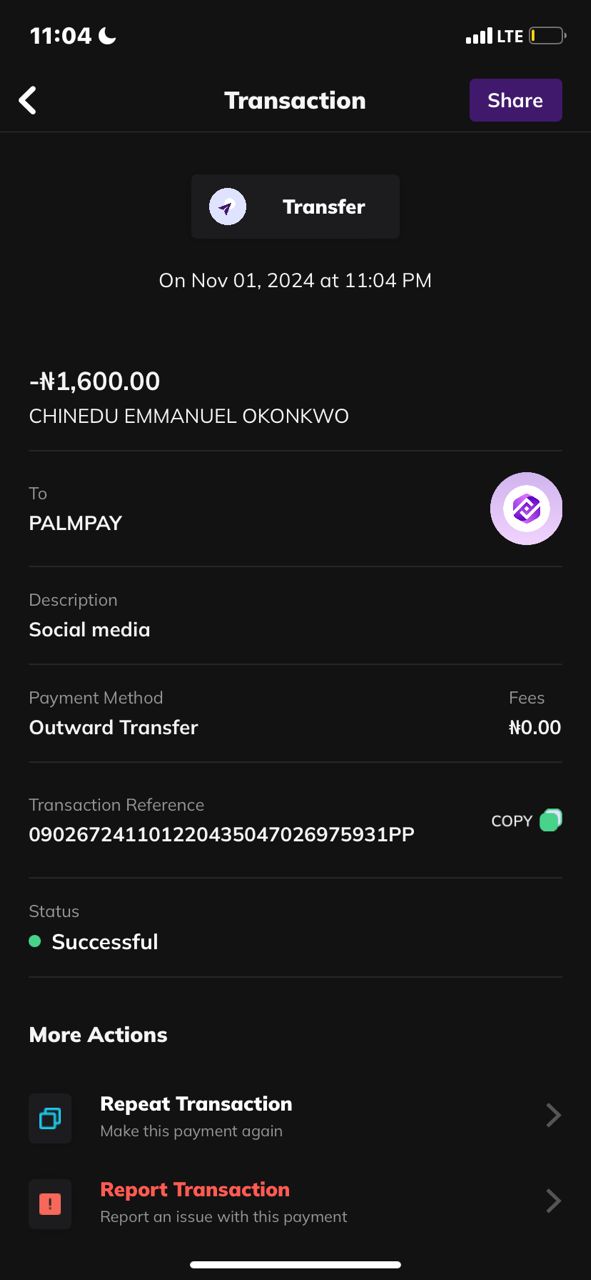 11:04
LTE
Transaction
Share
Transfer
On Nov 01, 2024 at 11:04 PM
-₦1,600.00
CHINEDU EMMANUEL OKONKWO
To
PALMPAY
Description
Social media
Payment Method
Fees
Outward Transfer
₦0.00
Transaction Reference
090267241101220435047026975931PP
COPY
Status
Successful
More Actions
Repeat Transaction
Make this payment again
Report Transaction
Report an issue with this payment